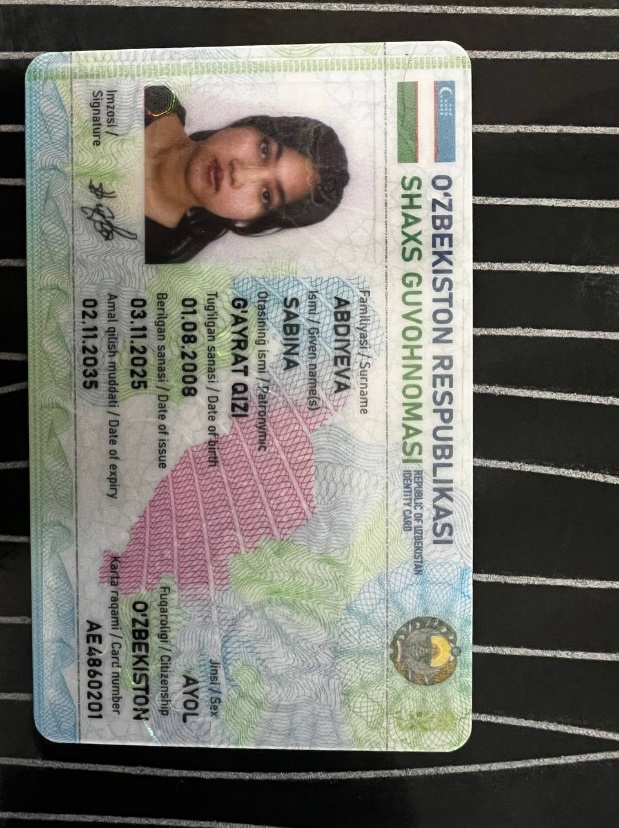 O'ZBEKISTON RESPUBLIKASI
SHAXS GUVOHNOMASI
REPUBLIC OF UZBEKISTAN
IDENTITY CARD
Familiyasi / Surname
ABDIYEVA
Ismi / Given name(s)
SABINA
Otasining ismi / Patronymic
G'AYRAT QIZI
Tug'ilgan sanasi / Date of birth
01.08.2008
Jinsi / Sex
AYOL
Berilgan sanasi / Date of issue
03.11.2025
Fuqaroligi / Citizenship
O'ZBEKISTON
Amal qilish muddati / Date of expiry
02.11.2035
Karta raqami / Card number
AE4860201
Imzosi /
Signature